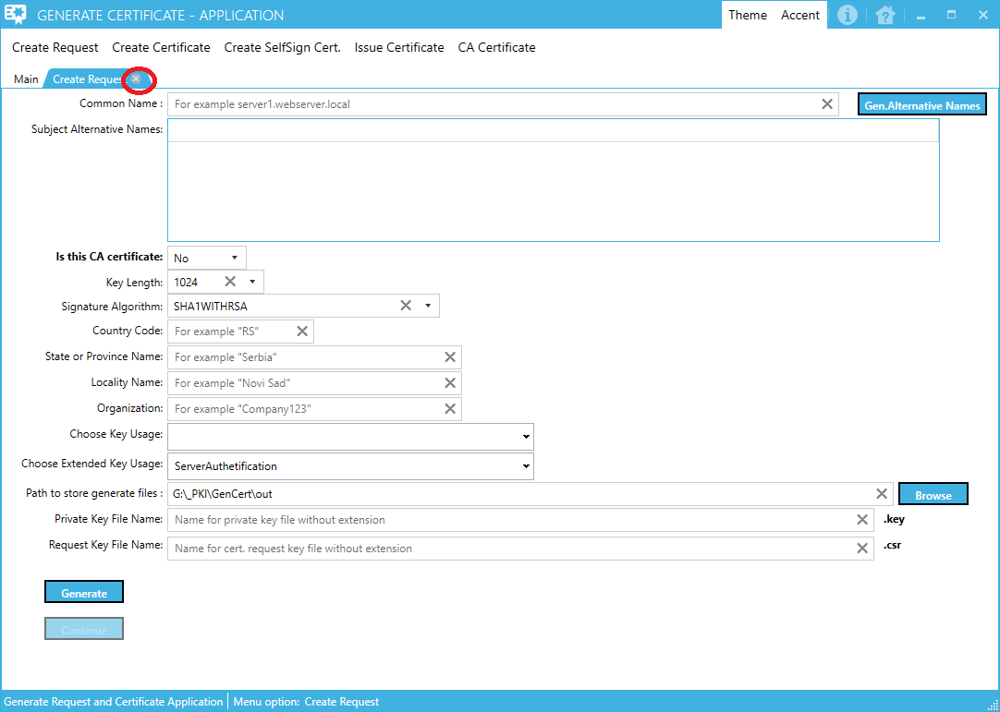 GENERATE CERTIFICATE - APPLICATION Theme Accent
Create Request Create Certificate Create SelfSign Cert. Issue Certificate CA Certificate
Main Create Request
Common Name : For example server1.webserver.local Gen.Alternative Names
Subject Alternative Names:
Is this CA certificate: No
Key Length: 1024
Signature Algorithm: SHA1WITHRSA
Country Code: For example "RS"
State or Province Name: For example "Serbia"
Locality Name: For example "Novi Sad"
Organization: For example "Company123"
Choose Key Usage:
Choose Extended Key Usage: ServerAuthetification
Path to store generate files : G:\_PKI\GenCert\out Browse
Private Key File Name: Name for private key file without extension .key
Request Key File Name: Name for cert. request key file without extension .csr
Generate
Continue
Generate Request and Certificate Application Menu option: Create Request